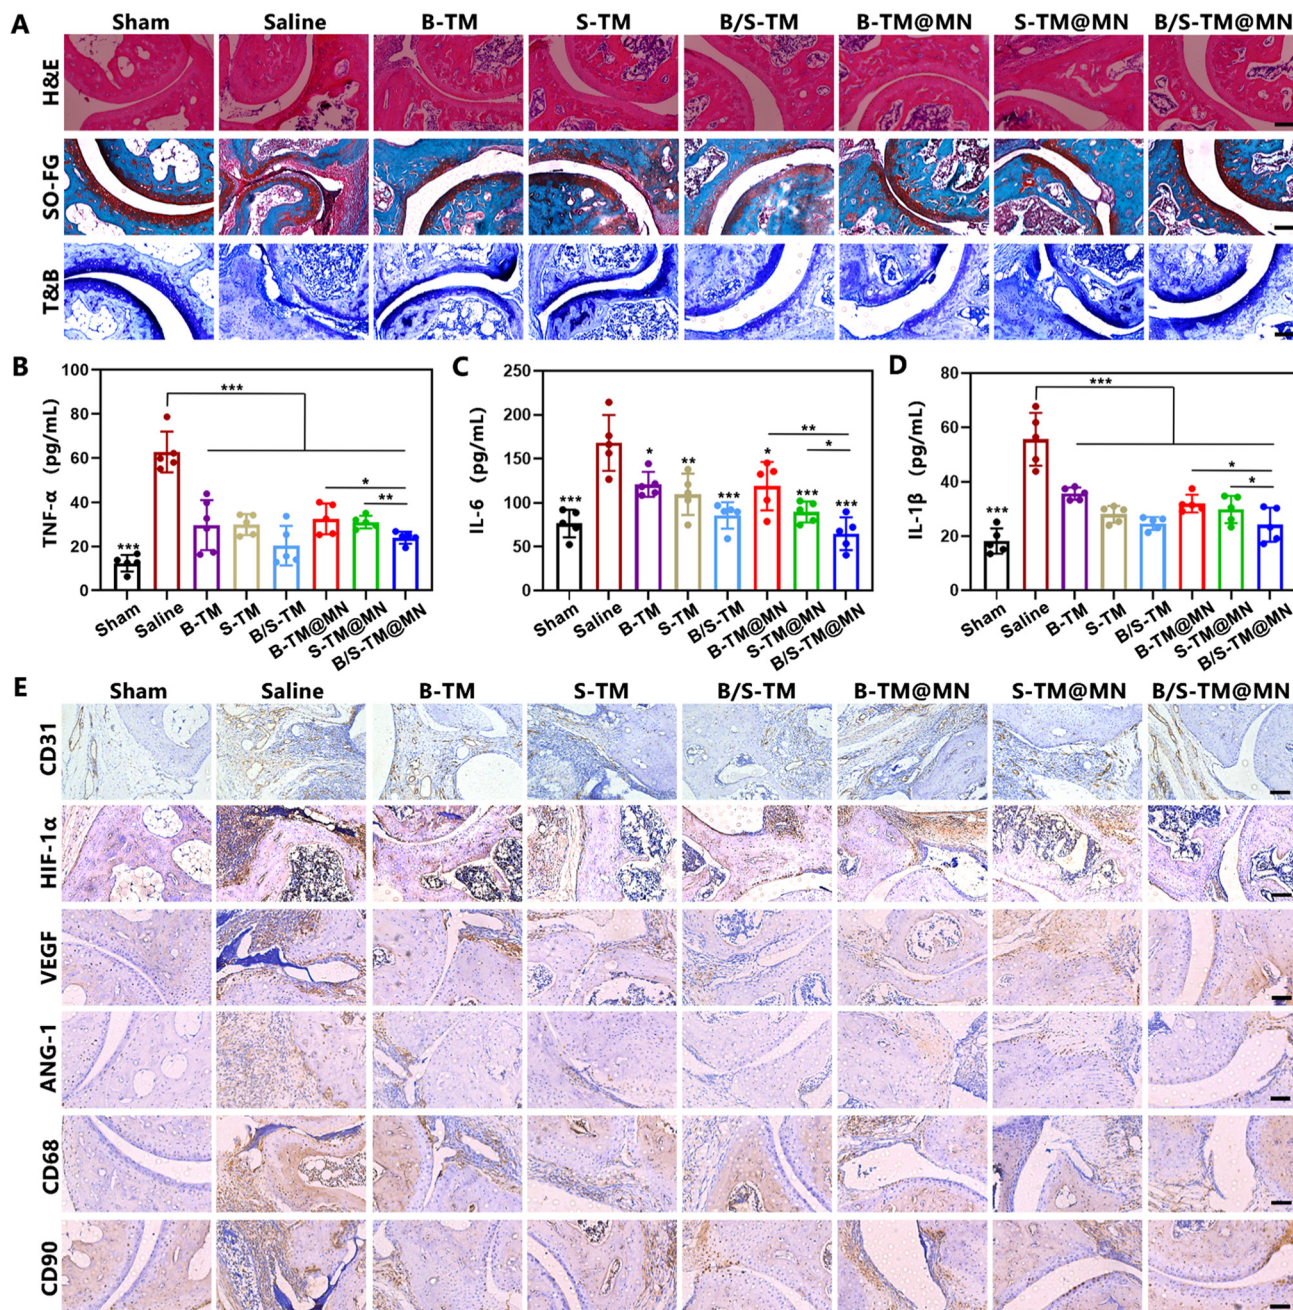 A
Sham Saline B-TM S-TM B/S-TM B-TM@MN S-TM@MN B/S-TM@MN
H&E
SO-FG
T&B
B
TNF-α (pg/mL)
100
80
60
40
20
0
***
***
*
**
Sham Saline B-TM S-TM B/S-TM B-TM@MN S-TM@MN B/S-TM@MN
C
IL-6 (pg/mL)
250
200
150
100
50
0
***
*
**
***
*
***
***
**
*
Sham Saline B-TM S-TM B/S-TM B-TM@MN S-TM@MN B/S-TM@MN
D
IL-1β (pg/mL)
80
60
40
20
0
***
***
*
*
Sham Saline B-TM S-TM B/S-TM B-TM@MN S-TM@MN B/S-TM@MN
E
Sham Saline B-TM S-TM B/S-TM B-TM@MN S-TM@MN B/S-TM@MN
CD31
HIF-1α
VEGF
ANG-1
CD68
CD90